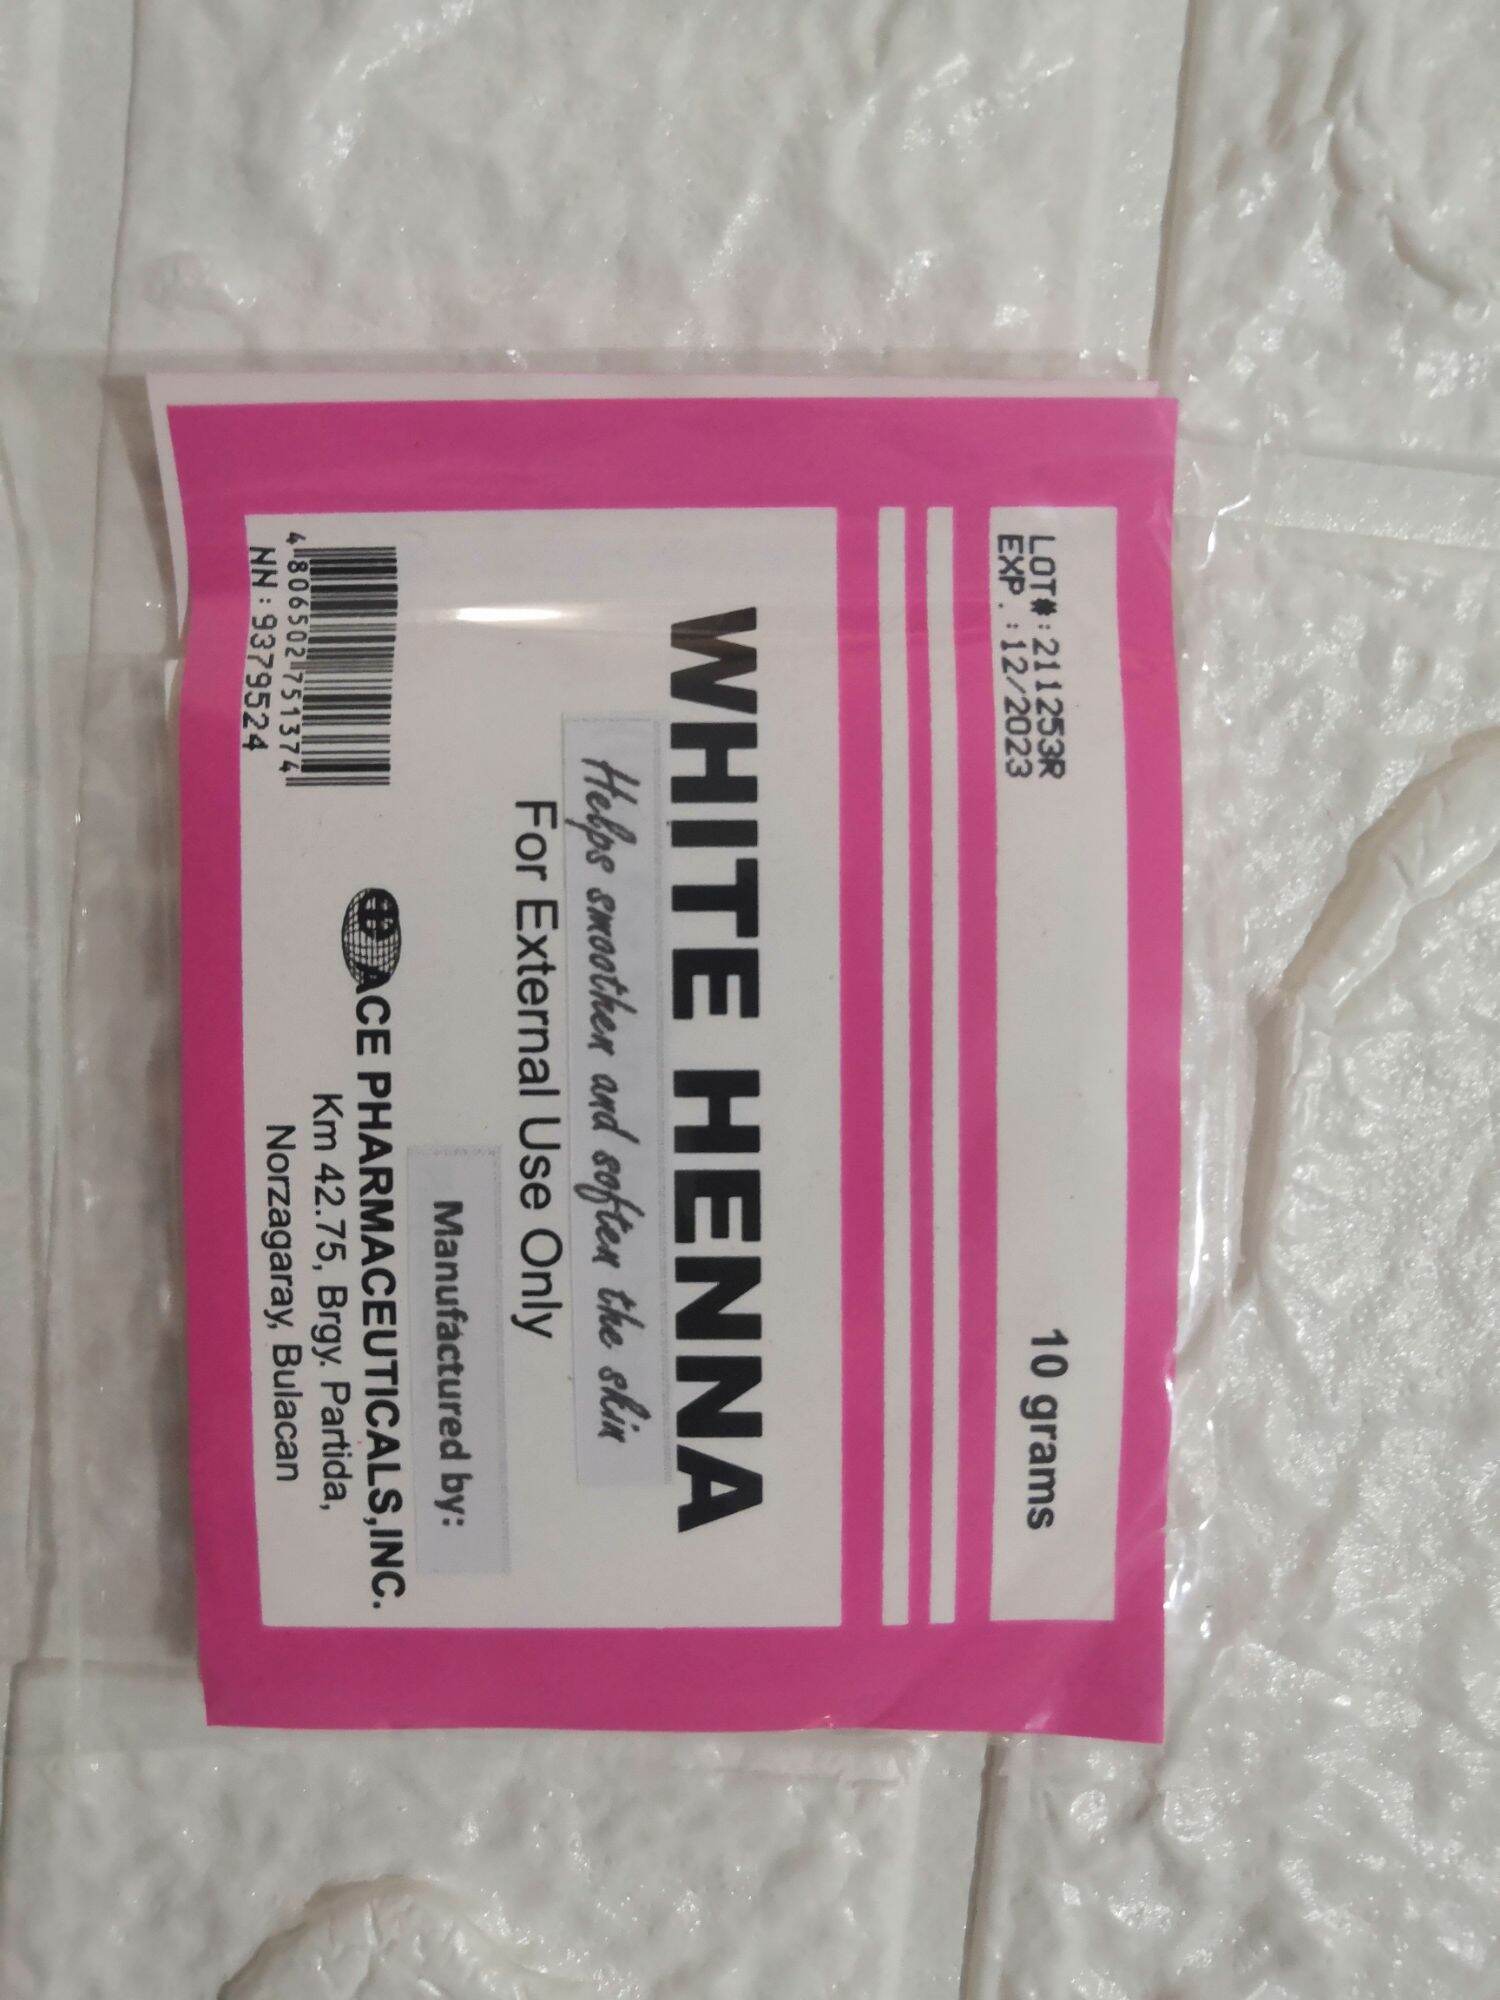 LOT#:211253R
EXP.:12/2023
10 grams
WHITE HENNA
Helps smoothen and soften the skin
For External Use Only
Manufactured by:
ACE PHARMACEUTICALS,INC.
Km 42.75, Brgy. Partida,
Norzagaray, Bulacan
4 806502 751374
NN:9379524